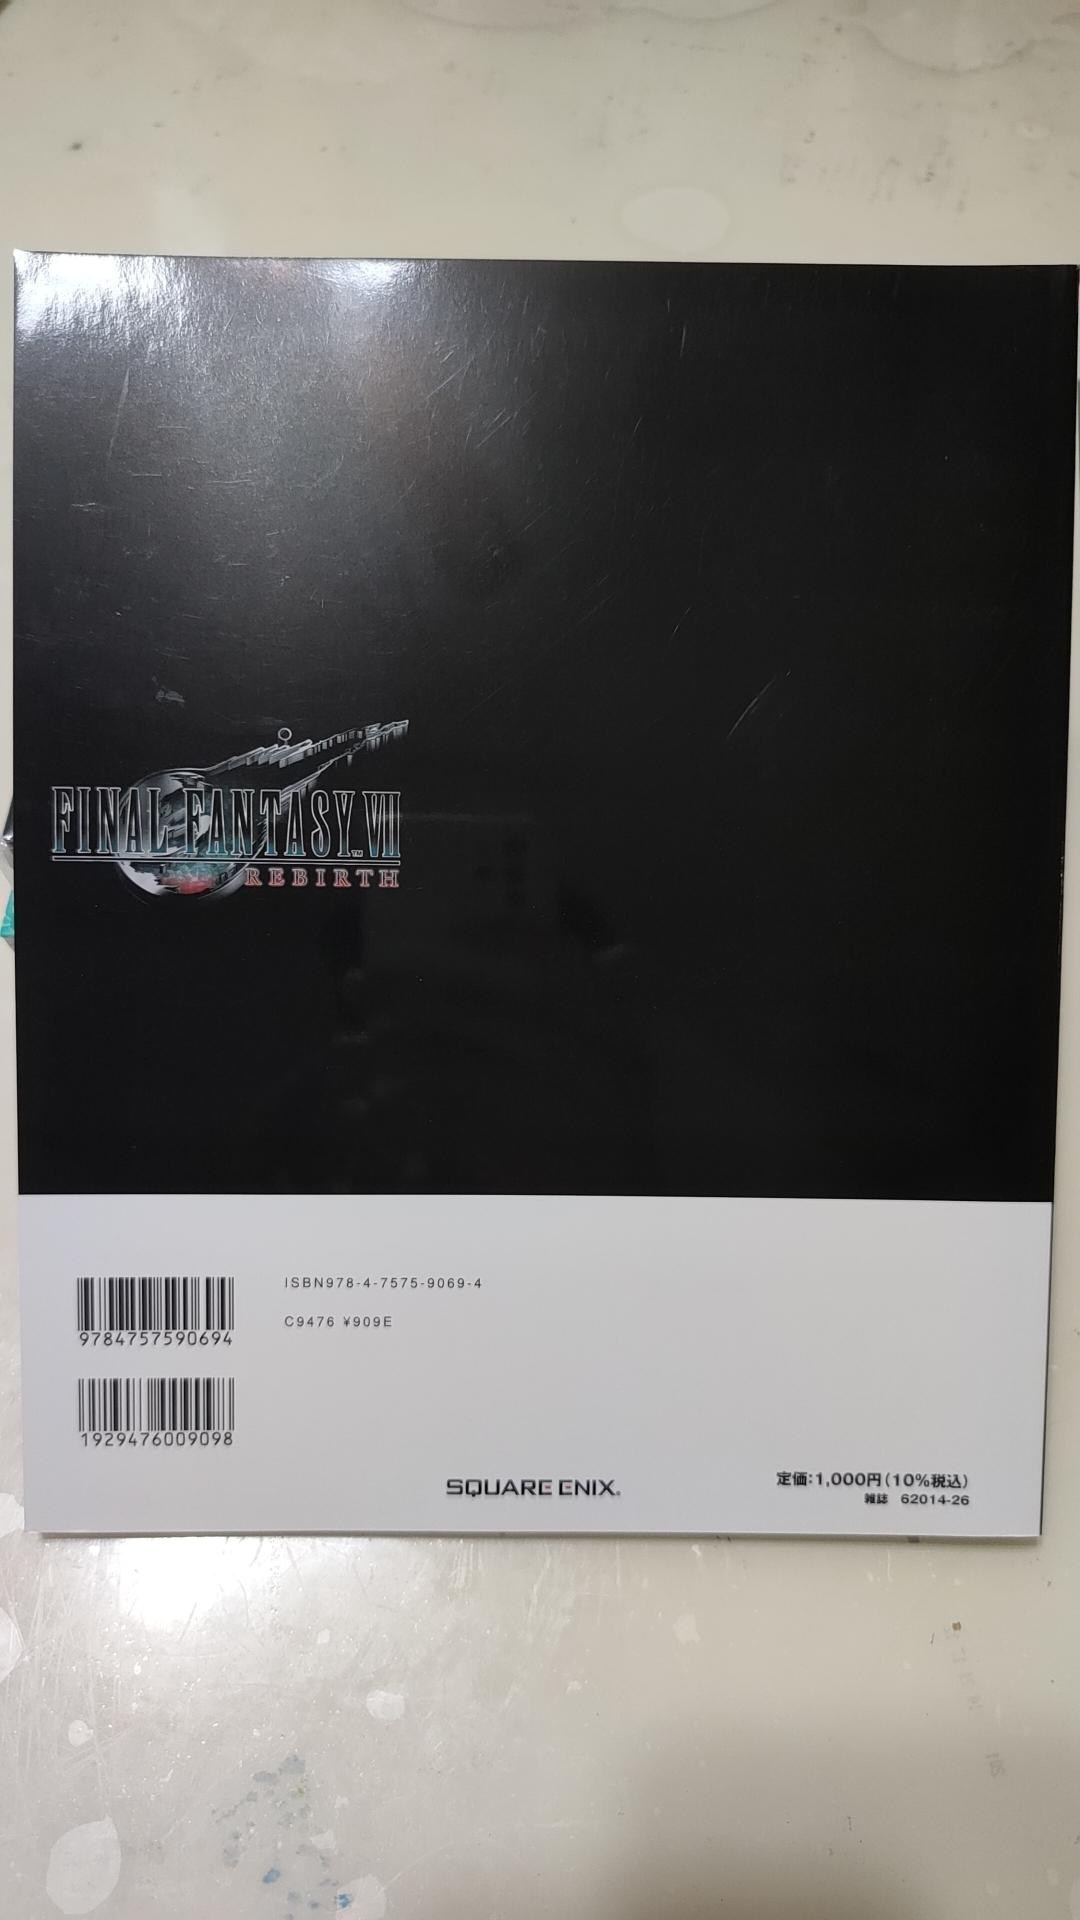 FINAL FANTASY™ VII
REBIRTH
ISBN978-4-7575-9069-4
C9476 ¥909E
9784757590694
1929476009098
SQUARE ENIX®
定価:1,000円(10%税込)
雑誌 62014-26